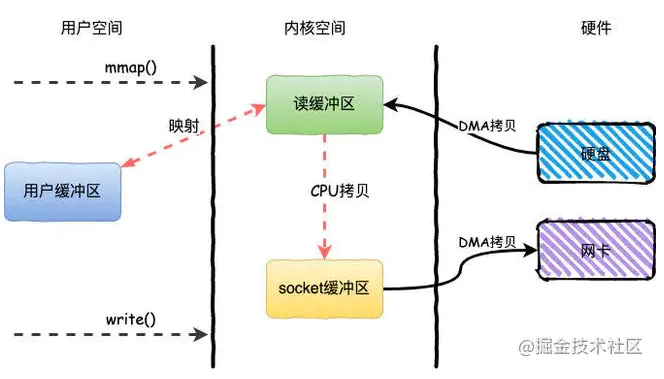 用户空间
内核空间
硬件
mmap()
读缓冲区
DMA拷贝
映射
硬盘
用户缓冲区
CPU拷贝
DMA拷贝
网卡
socket缓冲区
write()
@掘金技术社区